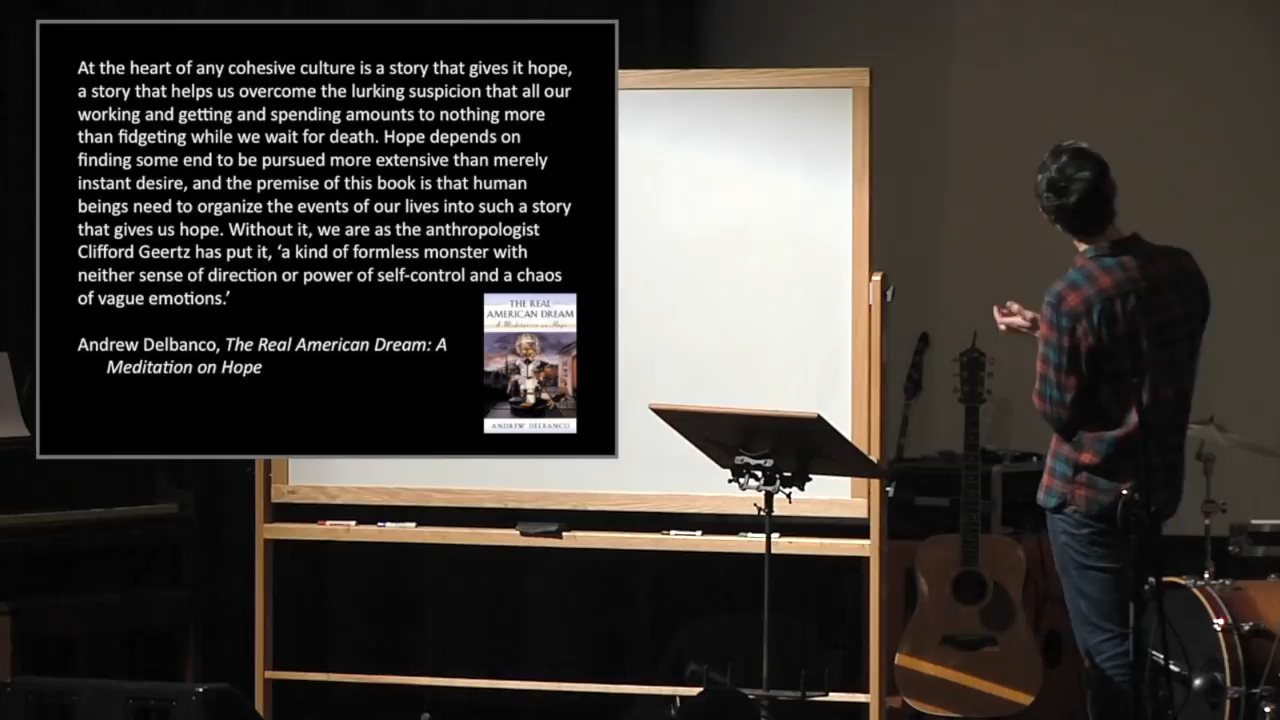 At the heart of any cohesive culture is a story that gives it hope,
a story that helps us overcome the lurking suspicion that all our
working and getting and spending amounts to nothing more
than fidgeting while we wait for death. Hope depends on
finding some end to be pursued more extensive than merely
instant desire, and the premise of this book is that human
beings need to organize the events of our lives into such a story
that gives us hope. Without it, we are as the anthropologist
Clifford Geertz has put it, ‘a kind of formless monster with
neither sense of direction or power of self-control and a chaos
of vague emotions.’
Andrew Delbanco, The Real American Dream: A
Meditation on Hope
THE REAL
AMERICAN DREAM
A Meditation on Hope
ANDREW DELBANCO